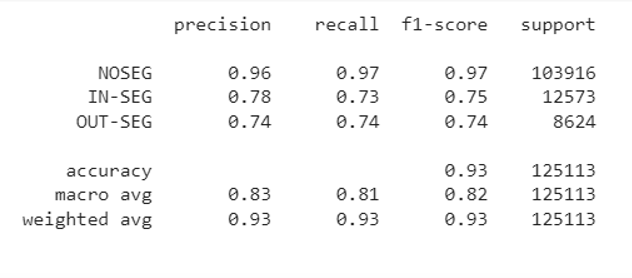 precision recall f1-score support
NOSEG 0.96 0.97 0.97 103916
IN-SEG 0.78 0.73 0.75 12573
OUT-SEG 0.74 0.74 0.74 8624
accuracy 0.93 125113
macro avg 0.83 0.81 0.82 125113
weighted avg 0.93 0.93 0.93 125113